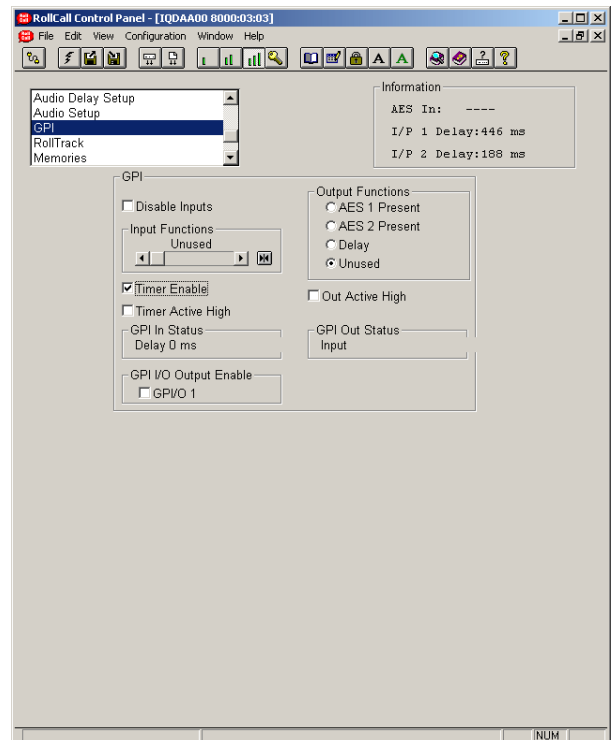 RollCall Control Panel - [IQDAA00 8000:03:03]
File Edit View Configuration Window Help
A A
Audio Delay Setup
Audio Setup
GPI
RollTrack
Memories
Information
AES In: ----
I/P 1 Delay:446 ms
I/P 2 Delay:188 ms
GPI
Disable Inputs
Input Functions
Unused
Timer Enable
Timer Active High
GPI In Status
Delay 0 ms
GPI I/O Output Enable
GPI/O 1
Output Functions
AES 1 Present
AES 2 Present
Delay
Unused
Out Active High
GPI Out Status
Input
NUM